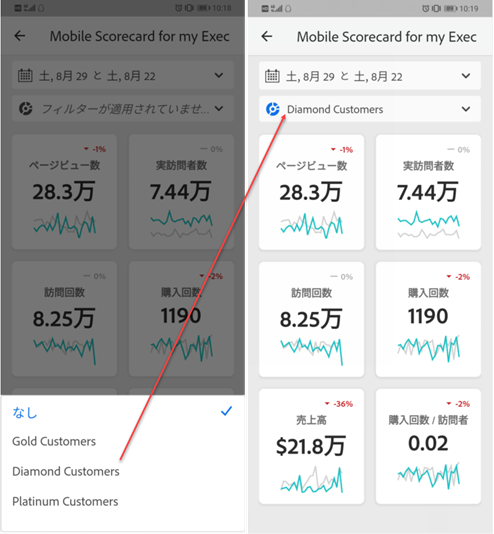 10:18
Mobile Scorecard for my Exec
土, 8月 29 と 土, 8月 22
フィルターが適用されていませ...
-1%
ページビュー数
28.3万
0%
実訪問者数
7.44万
0%
訪問回数
8.25万
-2%
購入回数
1190
なし
Gold Customers
Diamond Customers
Platinum Customers
10:19
Mobile Scorecard for my Exec
土, 8月 29 と 土, 8月 22
Diamond Customers
-1%
ページビュー数
28.3万
0%
実訪問者数
7.44万
0%
訪問回数
8.25万
-2%
購入回数
1190
-36%
売上高
$21.8万
-2%
購入回数 / 訪問者
0.02